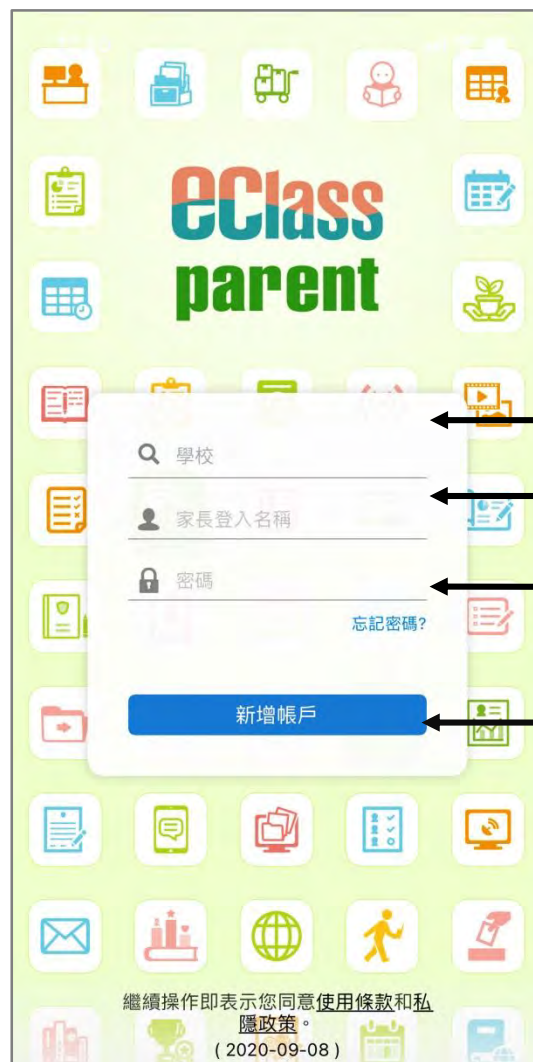 eClass
parent
學校
家長登入名稱
密碼
忘記密碼?
新增帳戶
繼續操作即表示您同意使用條款和私
隱政策。
( 2020-09-08 )